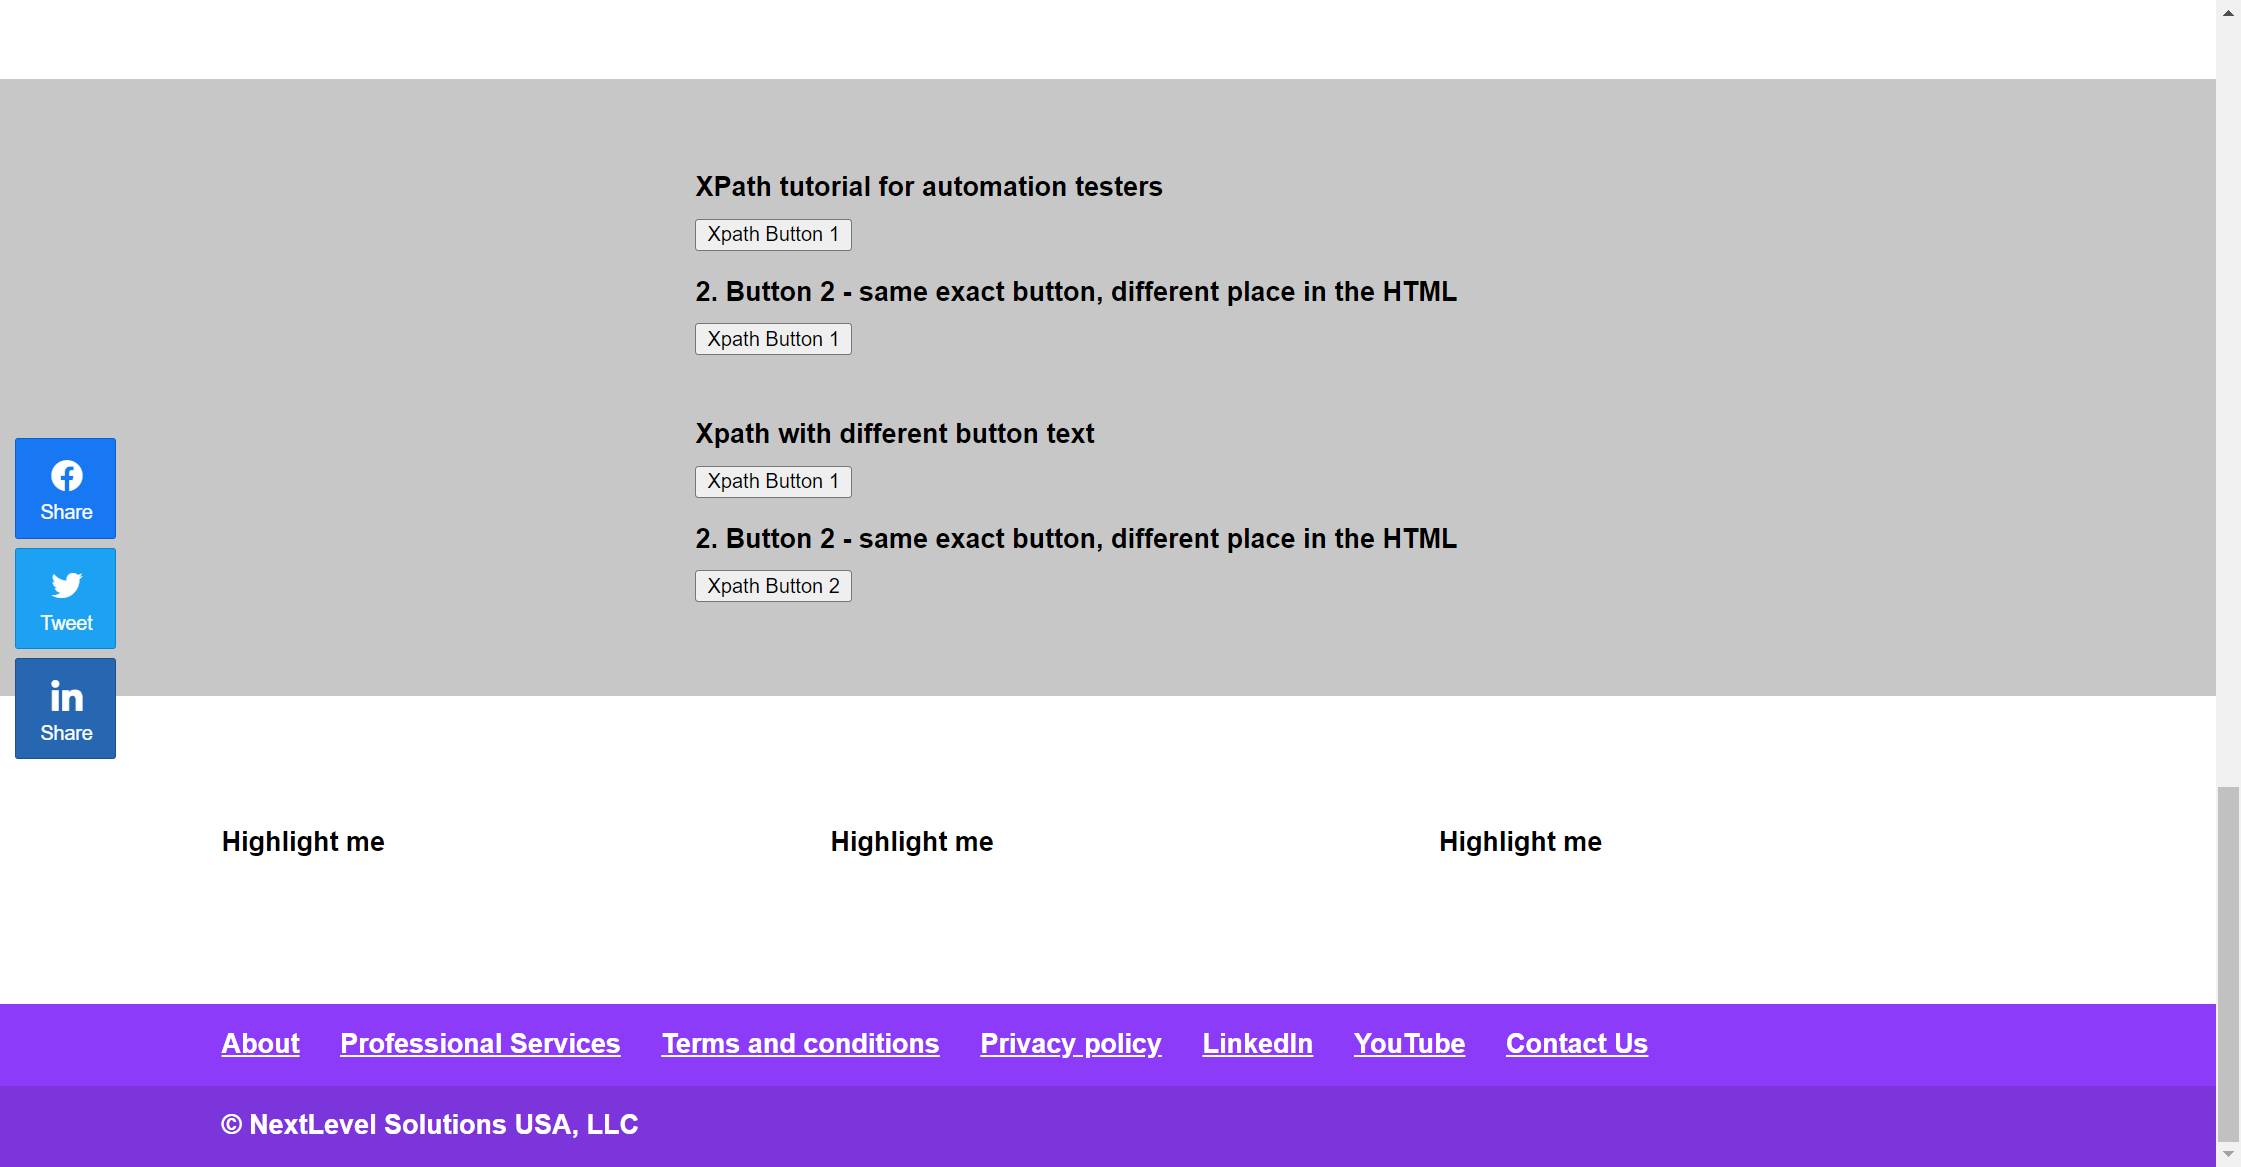 XPath tutorial for automation testers
Xpath Button 1
2. Button 2 - same exact button, different place in the HTML
Xpath Button 1
Xpath with different button text
Xpath Button 1
2. Button 2 - same exact button, different place in the HTML
Xpath Button 2
Share
Tweet
Share
Highlight me
Highlight me
Highlight me
About Professional Services Terms and conditions Privacy policy LinkedIn YouTube Contact Us
© NextLevel Solutions USA, LLC